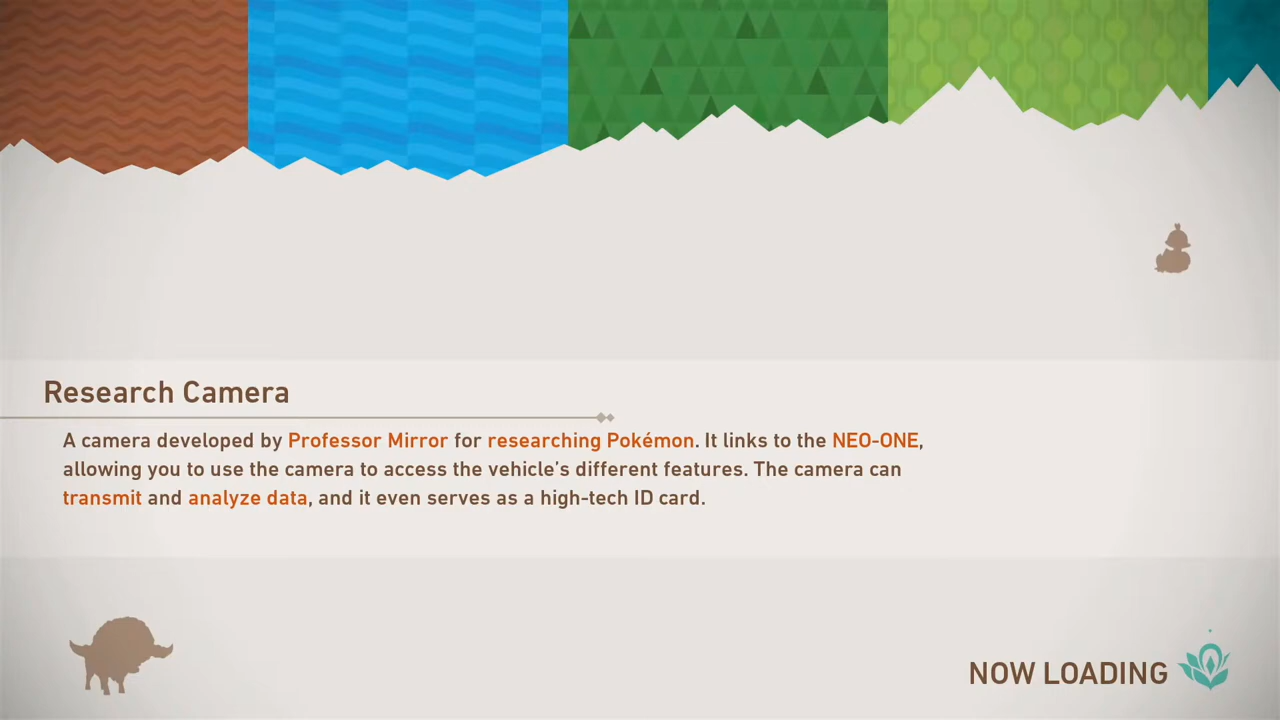 Research Camera
A camera developed by Professor Mirror for researching Pokémon. It links to the NEO-ONE,
allowing you to use the camera to access the vehicle's different features. The camera can
transmit and analyze data, and it even serves as a high-tech ID card.
NOW LOADING